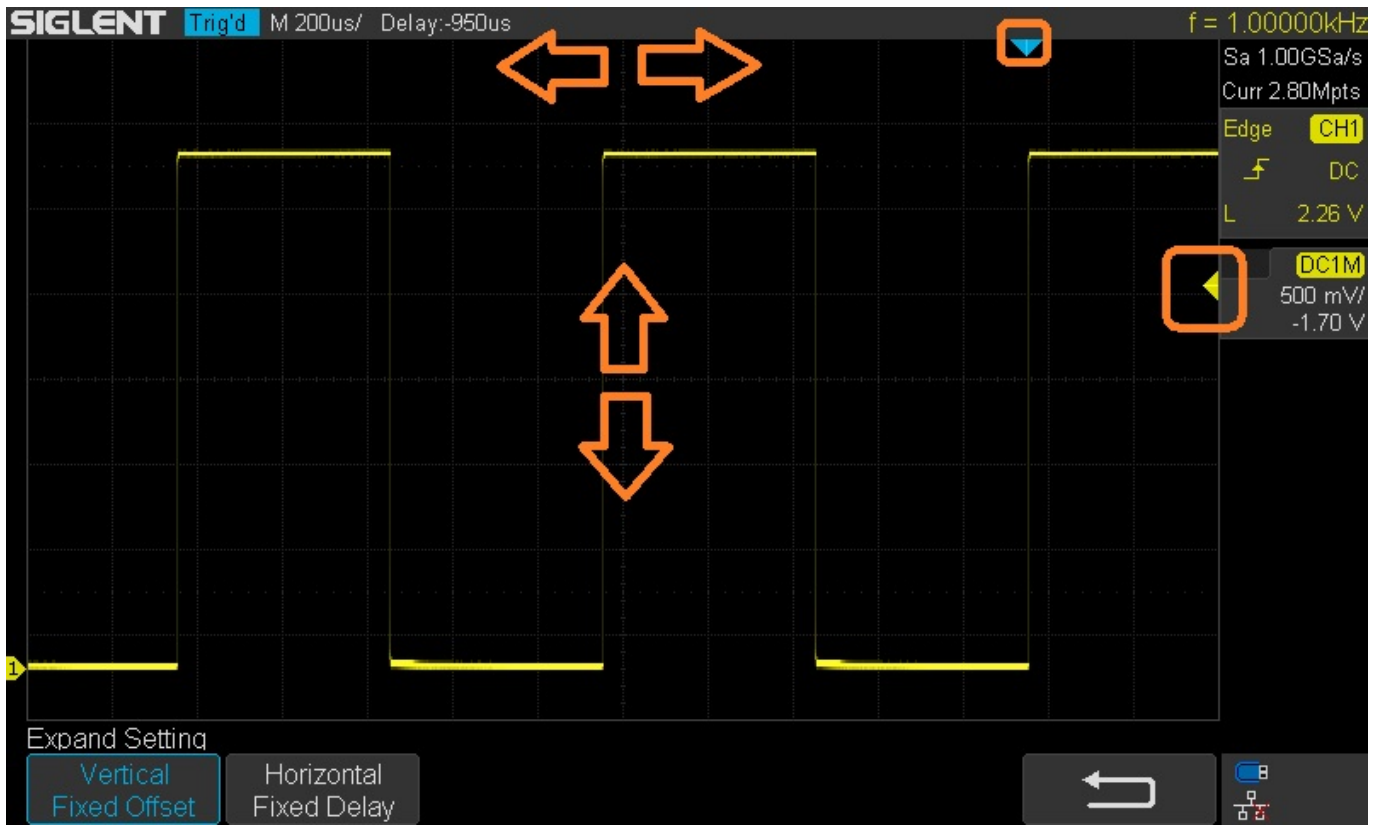 SIGLENT Trig'd M 200us/ Delay:-950us f = 1.00000kHz
Sa 1.00GSa/s
Curr 2.80Mpts
Edge CH1
DC
L 2.26 V
DC1M
500 mV/
-1.70 V
1
Expand Setting
Vertical
Fixed Offset
Horizontal
Fixed Delay